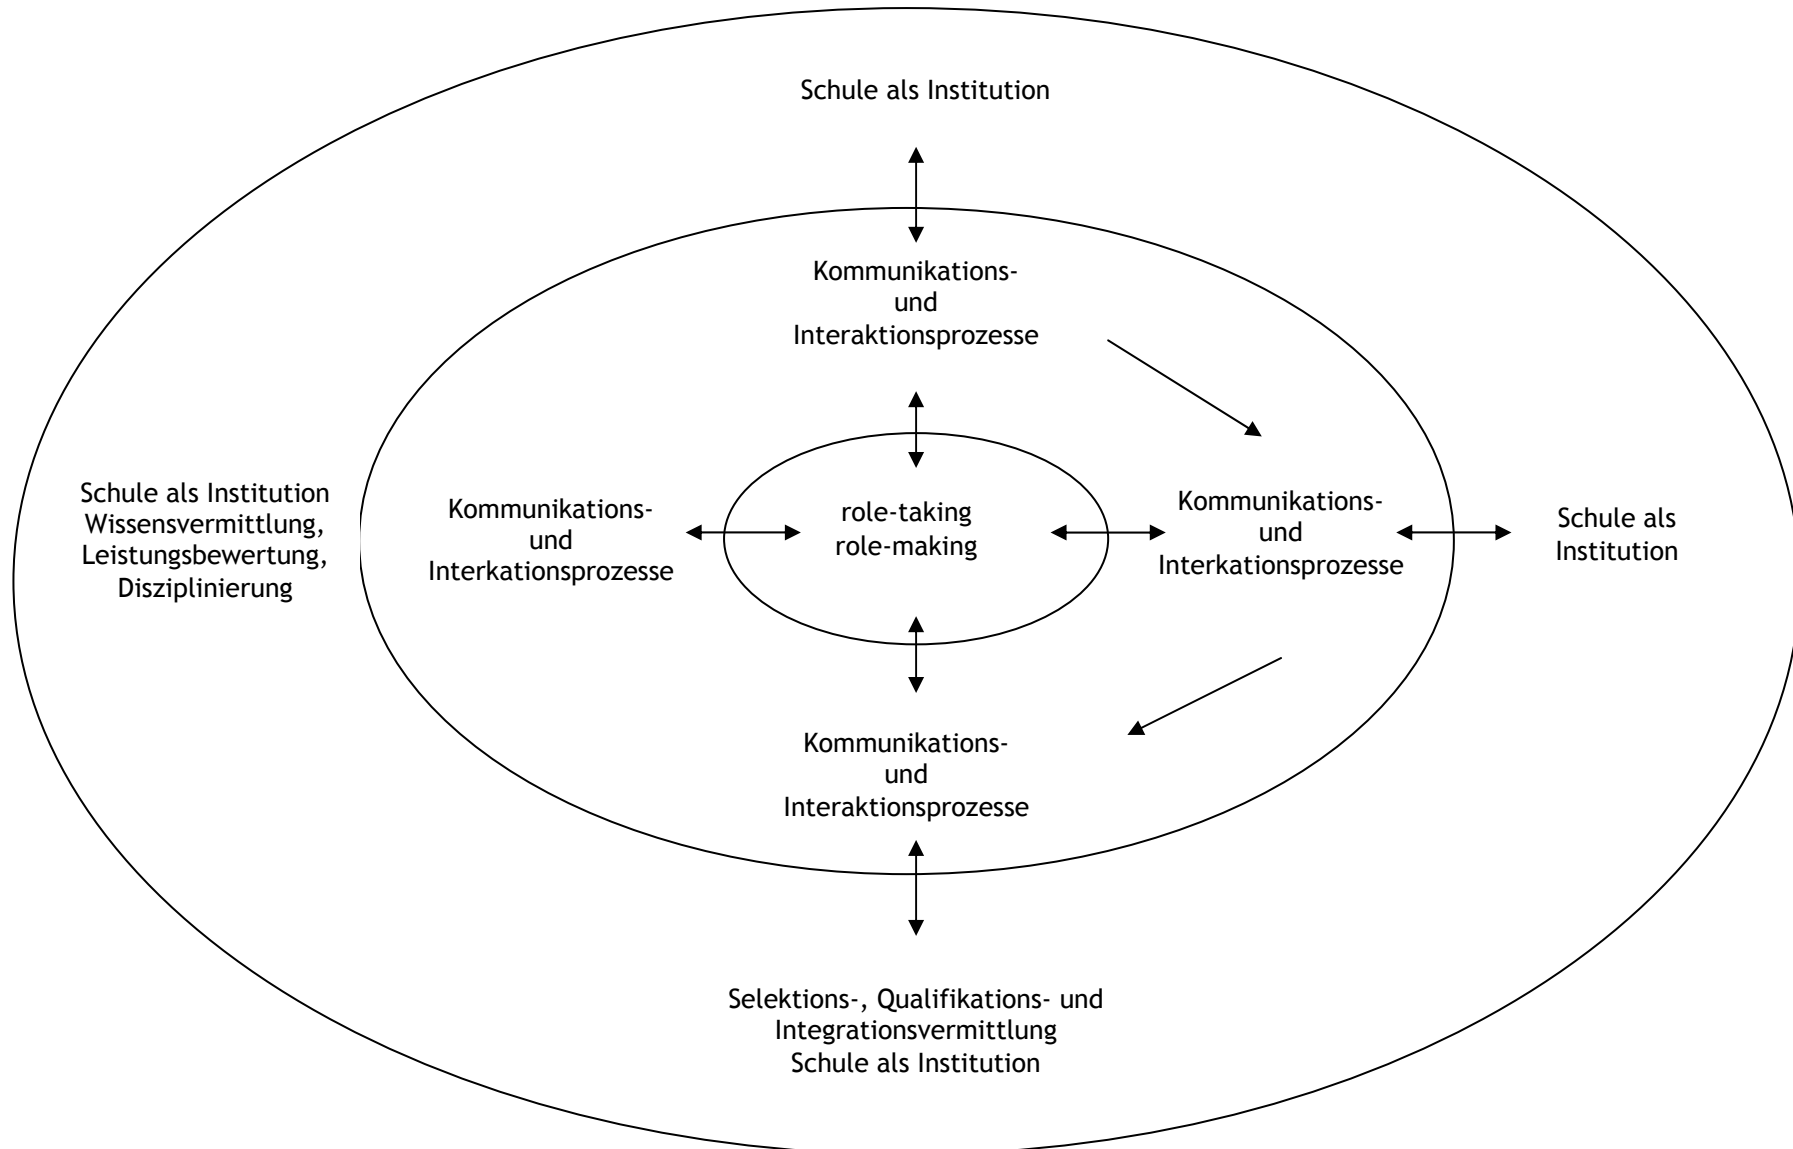 Schule als Institution
Kommunikations-
und
Interaktionsprozesse
Schule als Institution
Wissensvermittlung,
Leistungsbewertung,
Disziplinierung
Kommunikations-
und
Interkationsprozesse
role-taking
role-making
Kommunikations-
und
Interkationsprozesse
Schule als
Institution
Kommunikations-
und
Interaktionsprozesse
Selektions-, Qualifikations- und
Integrationsvermittlung
Schule als Institution